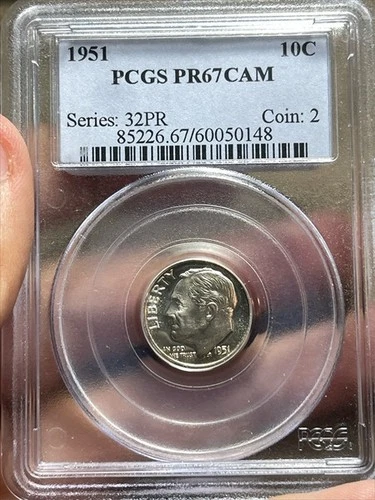 1951 10C
PCGS PR67CAM
Series: 32PR Coin: 2
85226.67/60050148
LIBERTY
IN GOD
WE TRUST
1951
PCGS